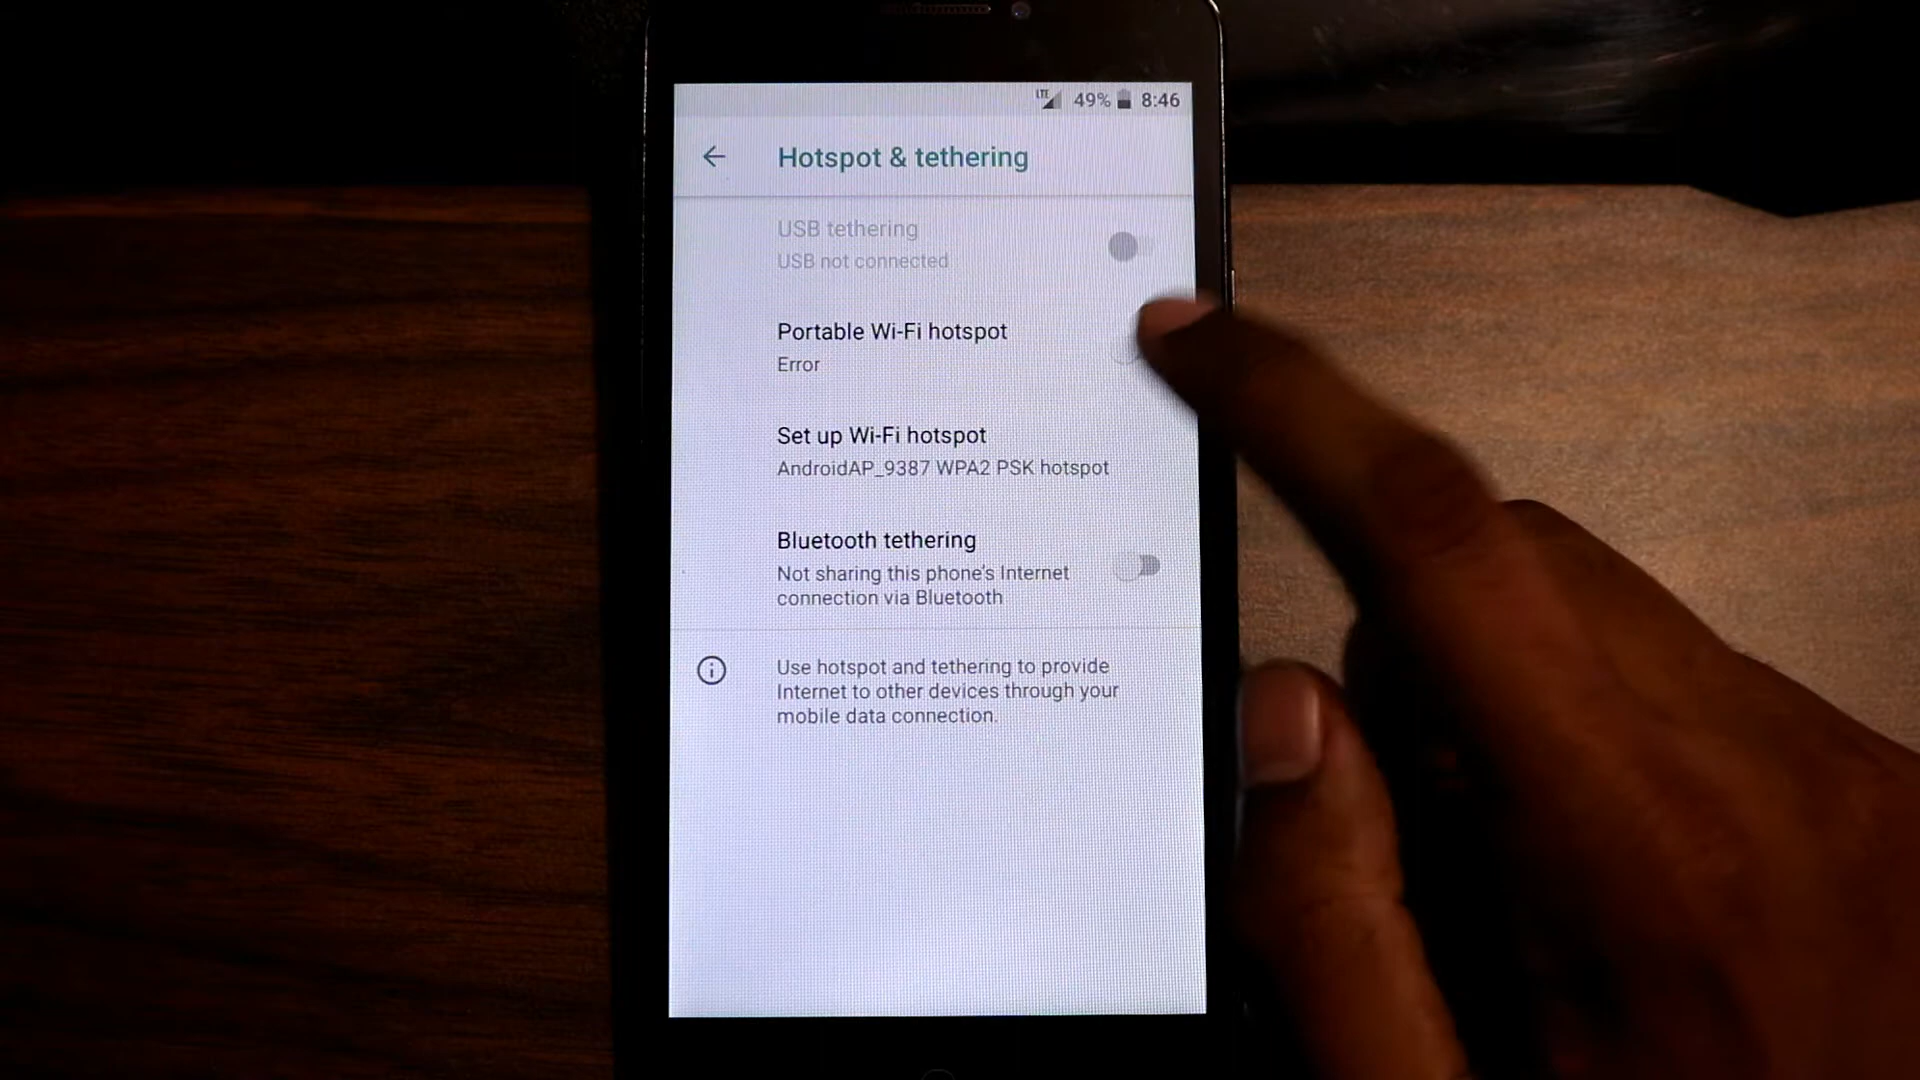 LTE 49% 8:46
Hotspot & tethering
USB tethering
USB not connected
Portable Wi-Fi hotspot
Error
Set up Wi-Fi hotspot
AndroidAP_9387 WPA2 PSK hotspot
Bluetooth tethering
Not sharing this phone's Internet
connection via Bluetooth
Use hotspot and tethering to provide
Internet to other devices through your
mobile data connection.